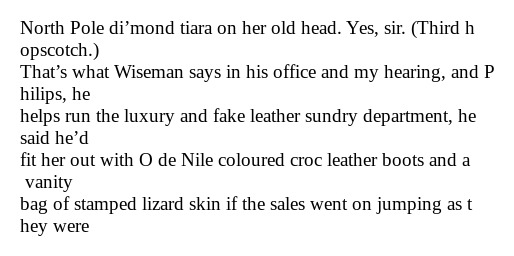 North Pole di’mond tiara on her old head. Yes, sir. (Third h
opscotch.)
That’s what Wiseman says in his office and my hearing, and P
hilips, he
helps run the luxury and fake leather sundry department, he
said he’d
fit her out with O de Nile coloured croc leather boots and a
vanity
bag of stamped lizard skin if the sales went on jumping as t
hey were